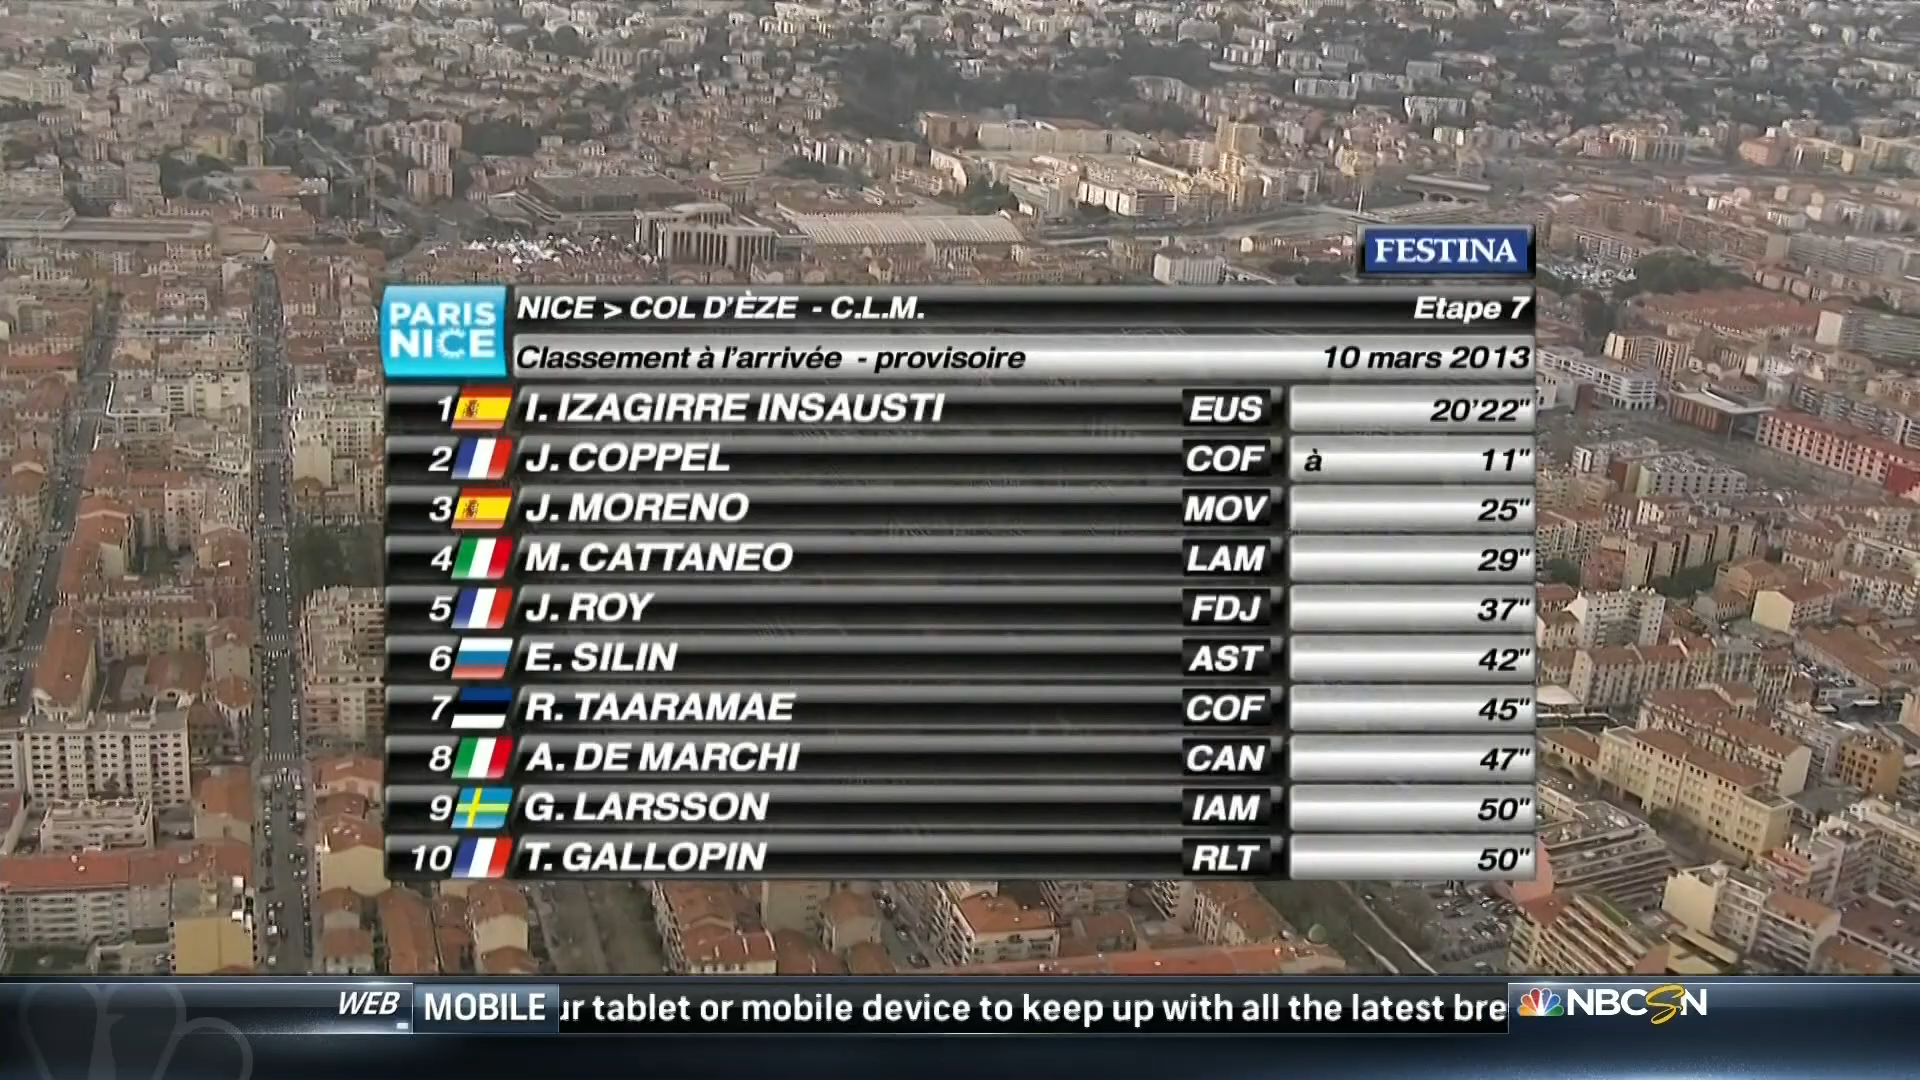 FESTINA
PARIS NICE
NICE > COL D'ÈZE - C.L.M. Etape 7
Classement à l'arrivée - provisoire 10 mars 2013
1 I. IZAGIRRE INSAUSTI EUS 20'22"
2 J. COPPEL COF à 11"
3 J. MORENO MOV 25"
4 M. CATTANEO LAM 29"
5 J. ROY FDJ 37"
6 E. SILIN AST 42"
7 R. TAARAMAE COF 45"
8 A. DE MARCHI CAN 47"
9 G. LARSSON IAM 50"
10 T. GALLOPIN RLT 50"
WEB MOBILE ur tablet or mobile device to keep up with all the latest bre NBCSN